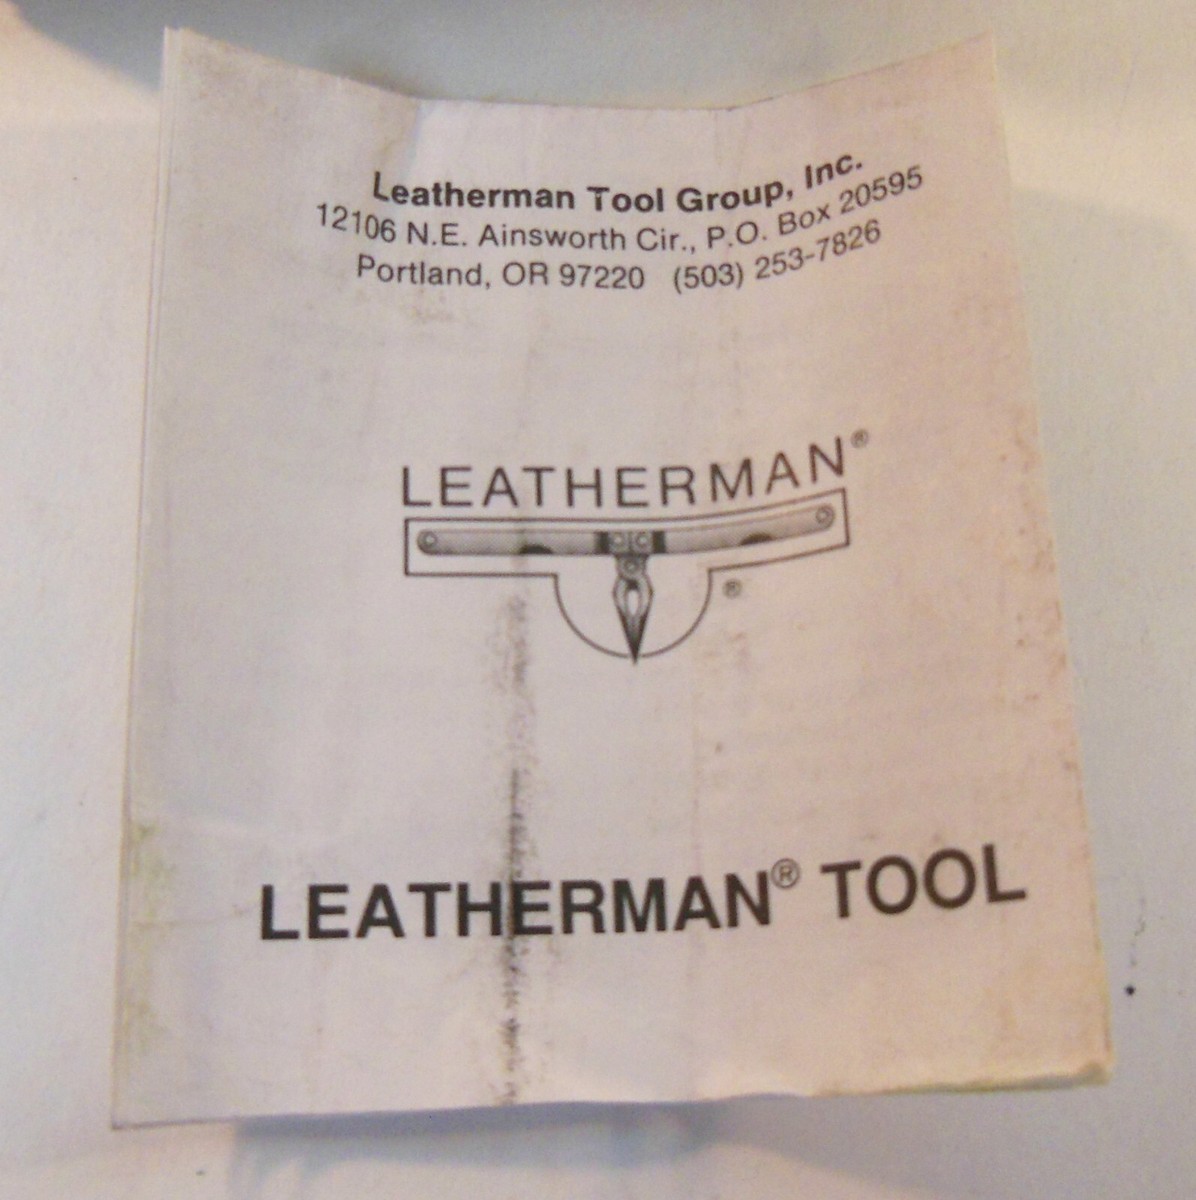 Leatherman Tool Group, Inc.
12106 N.E. Ainsworth Cir., P.O. Box 20595
Portland, OR 97220 (503) 253-7826
LEATHERMAN®
®
LEATHERMAN® TOOL